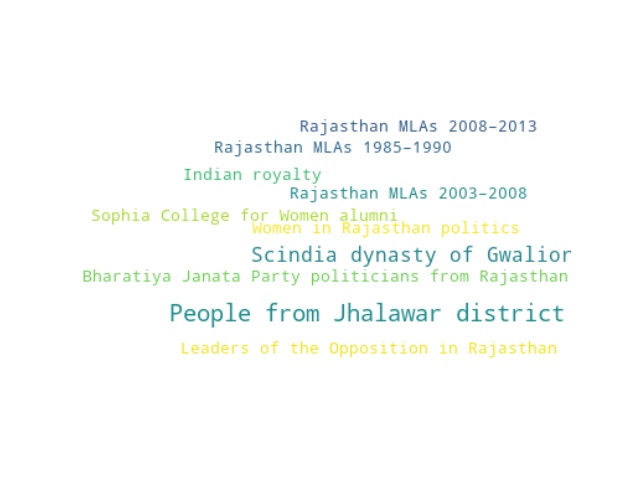 Rajasthan MLAs 2008–2013
Rajasthan MLAs 1985–1990
Indian royalty
Rajasthan MLAs 2003–2008
Sophia College for Women alumni
Women in Rajasthan politics
Scindia dynasty of Gwalior
Bharatiya Janata Party politicians from Rajasthan
People from Jhalawar district
Leaders of the Opposition in Rajasthan